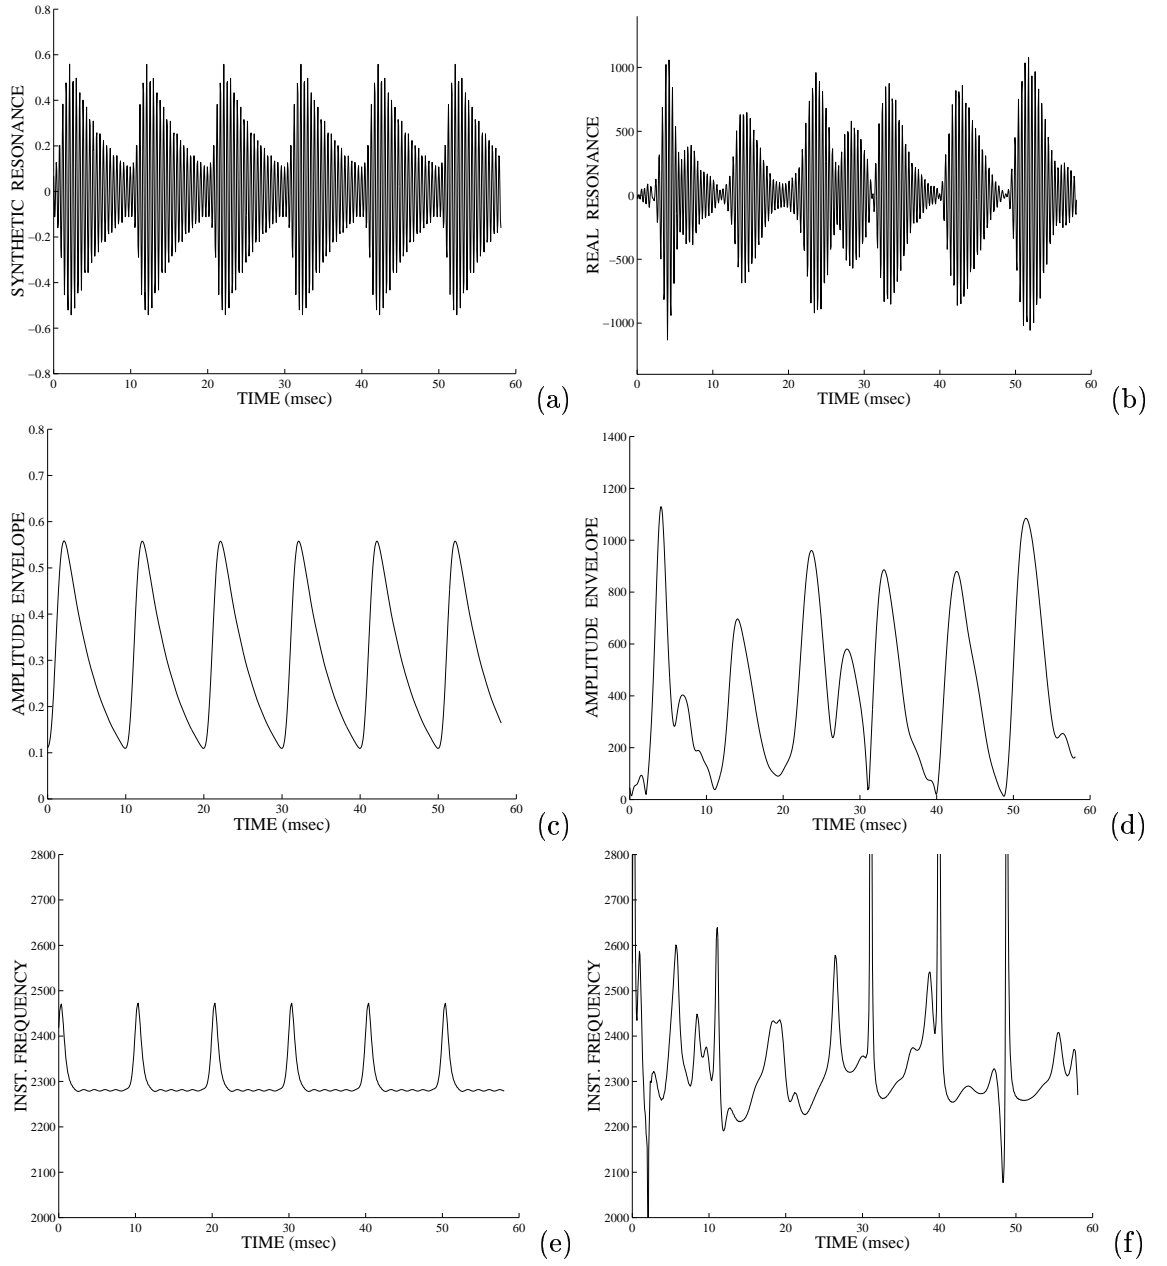 SYNTHETIC RESONANCE
0.8
0.6
0.4
0.2
0
–0.2
–0.4
–0.6
–0.8
0 10 20 30 40 50 60
TIME (msec)
(a)
REAL RESONANCE
1000
500
0
–500
–1000
0 10 20 30 40 50 60
TIME (msec)
(b)
AMPLITUDE ENVELOPE
0.8
0.7
0.6
0.5
0.4
0.3
0.2
0.1
0
0 10 20 30 40 50 60
TIME (msec)
(c)
AMPLITUDE ENVELOPE
1400
1200
1000
800
600
400
200
0
0 10 20 30 40 50 60
TIME (msec)
(d)
INST. FREQUENCY
2800
2700
2600
2500
2400
2300
2200
2100
2000
0 10 20 30 40 50 60
TIME (msec)
(e)
INST. FREQUENCY
2800
2700
2600
2500
2400
2300
2200
2100
2000
0 10 20 30 40 50 60
TIME (msec)
(f)